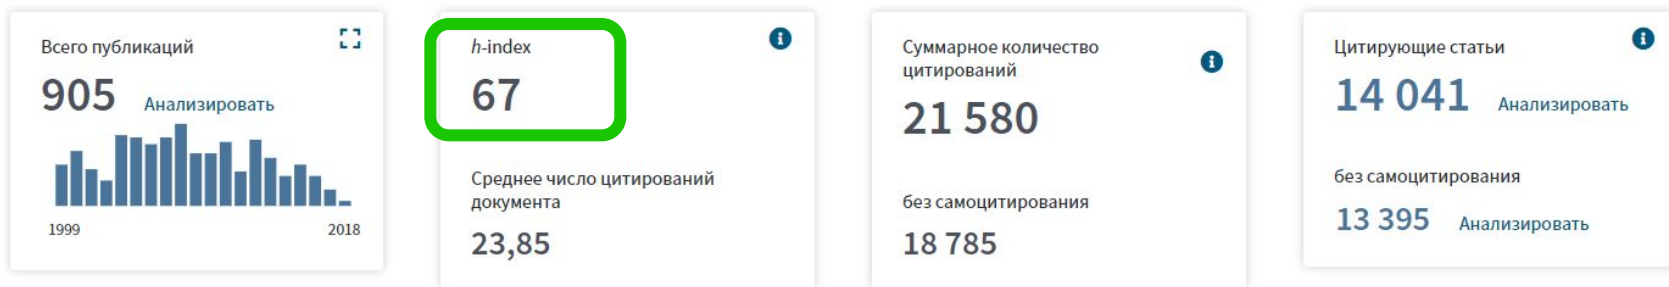 Всего публикаций
905 Анализировать
1999 2018
h-index
67
Среднее число цитирований
документа
23,85
Суммарное количество
цитирований
21 580
без самоцитирования
18 785
Цитирующие статьи
14 041 Анализировать
без самоцитирования
13 395 Анализировать